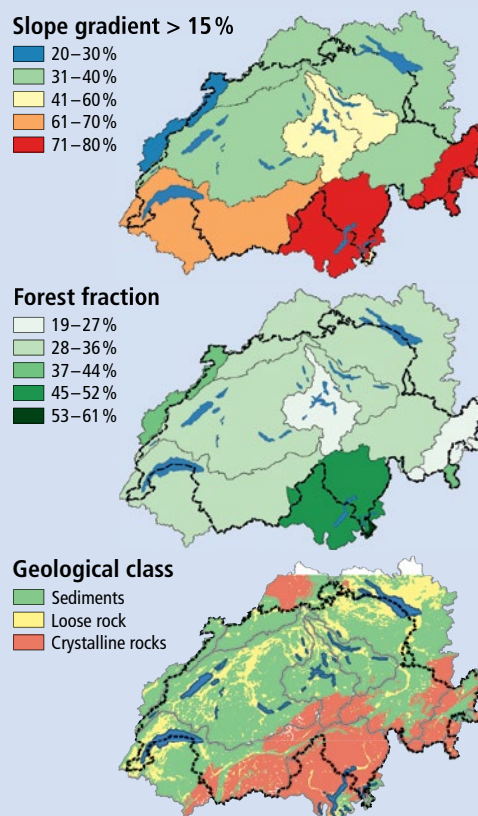 Slope gradient > 15 %
20–30 %
31–40 %
41–60 %
61–70 %
71–80 %
Forest fraction
19–27 %
28–36 %
37–44 %
45–52 %
53–61 %
Geological class
Sediments
Loose rock
Crystalline rocks